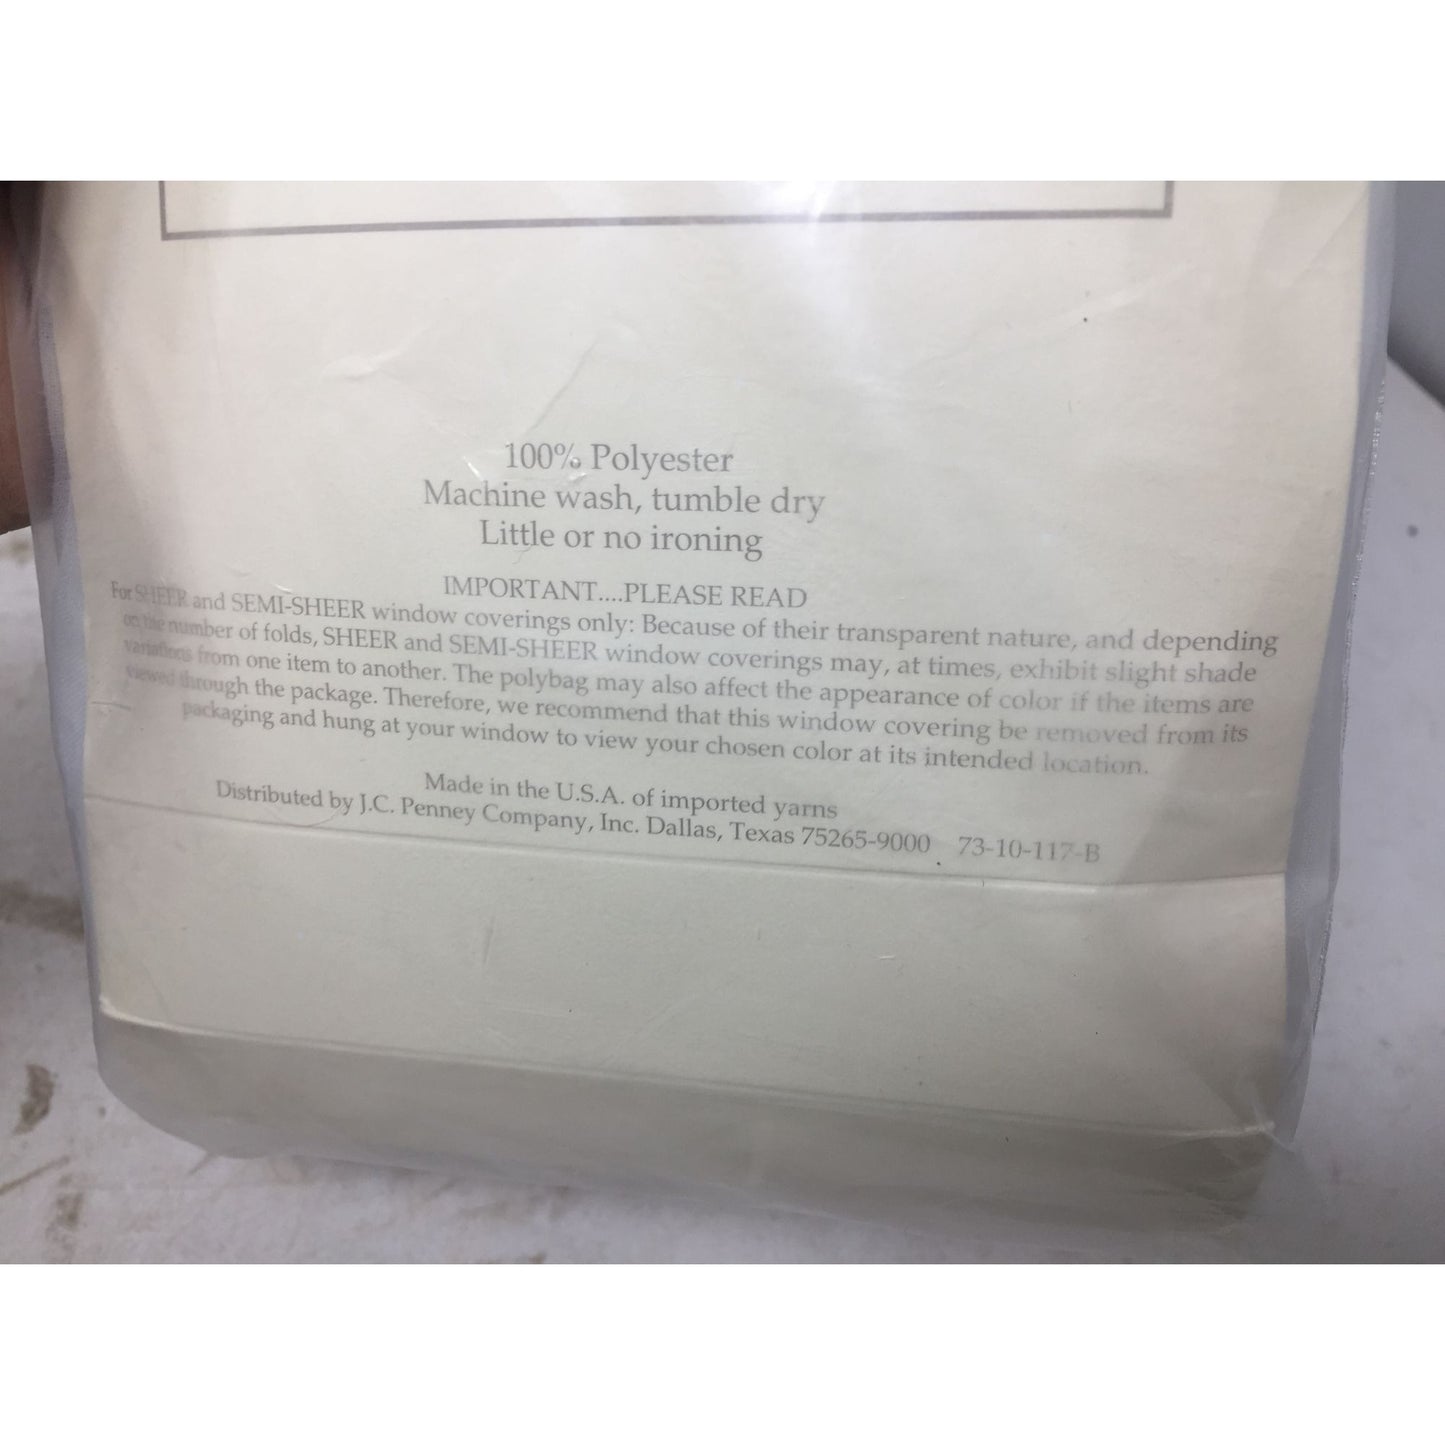 100% Polyester
Machine wash, tumble dry
Little or no ironing
IMPORTANT....PLEASE READ
For SHEER and SEMI-SHEER window coverings only: Because of their transparent nature, and depending
on the number of folds, SHEER and SEMI-SHEER window coverings may, at times, exhibit slight shade
variations from one item to another. The polybag may also affect the appearance of color if the items are
viewed through the package. Therefore, we recommend that this window covering be removed from its
packaging and hung at your window to view your chosen color at its intended location.
Made in the U.S.A. of imported yarns
Distributed by J.C. Penney Company, Inc. Dallas, Texas 75265-9000 73-10-117-B